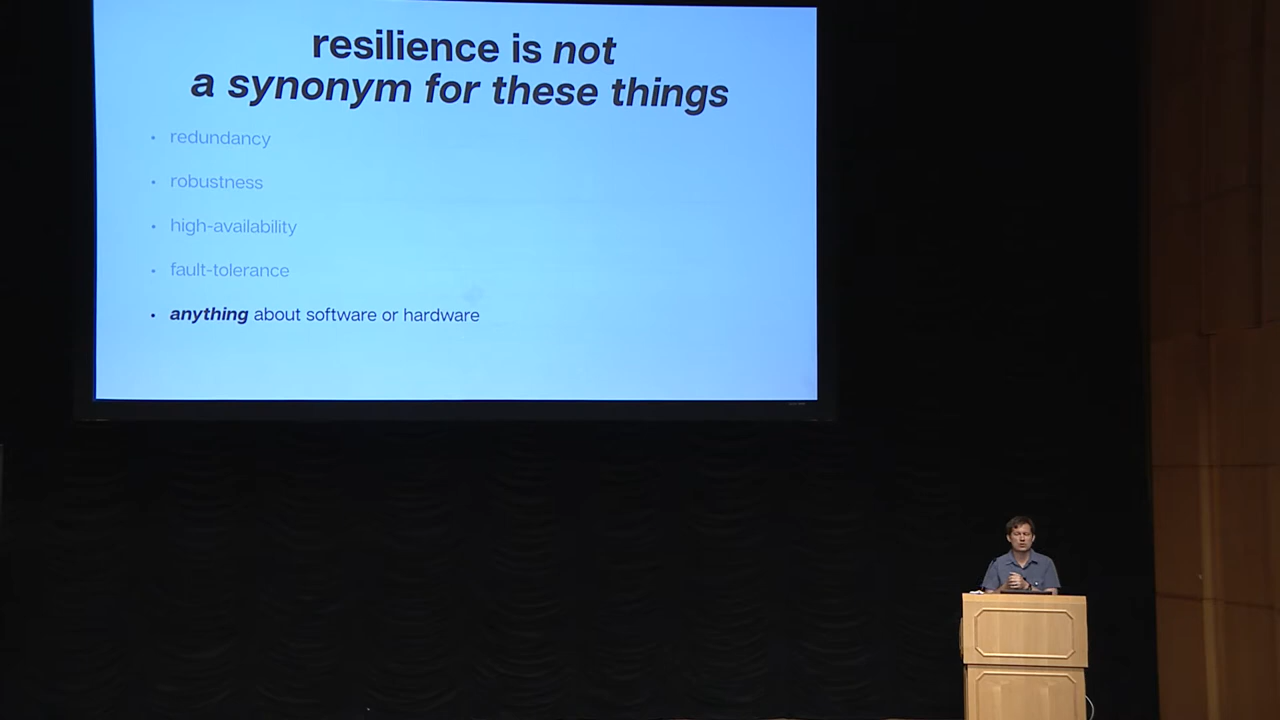 resilience is not
a synonym for these things
• redundancy
• robustness
• high-availability
• fault-tolerance
• anything about software or hardware